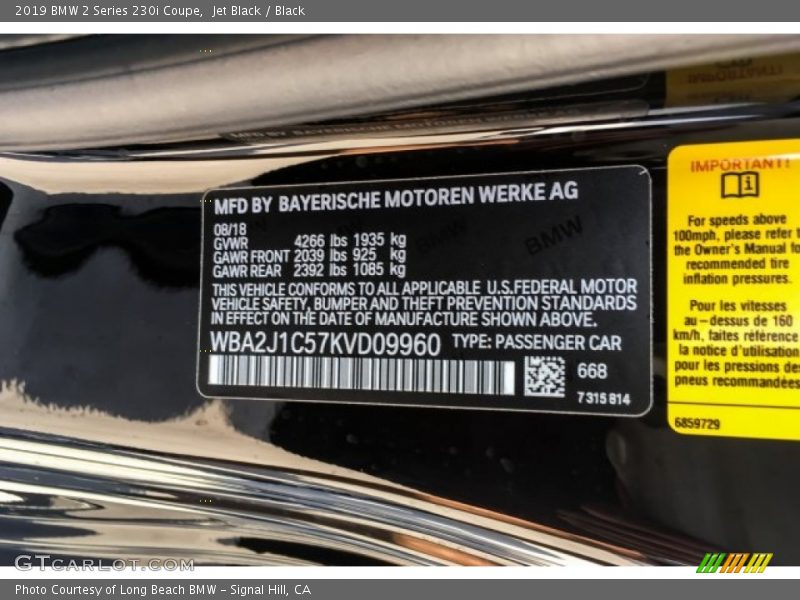 2019 BMW 2 Series 230i Coupe,  Jet Black / Black
IMPORTANT!
MFD BY BAYERISCHE MOTOREN WERKE AG
08/18
GVWR 4266 lbs 1935 kg
GAWR FRONT 2039 lbs 925 kg
GAWR REAR 2392 lbs 1085 kg
THIS VEHICLE CONFORMS TO ALL APPLICABLE U.S.FEDERAL MOTOR
VEHICLE SAFETY, BUMPER AND THEFT PREVENTION STANDARDS
IN EFFECT ON THE DATE OF MANUFACTURE SHOWN ABOVE.
WBA2J1C57KVD09960 TYPE: PASSENGER CAR
668
7315814
BMW
IMPORTANT!
For speeds above
100mph, please refer
the Owner's Manual
recommended tire
inflation pressures.
Pour les vitesses
au-dessus de 160
km/h, faites référence
la notice d'utilisation
pour les pressions
pneus recommandées
6859729
GTCARLOT.COM
Photo Courtesy of Long Beach BMW - Signal Hill, CA